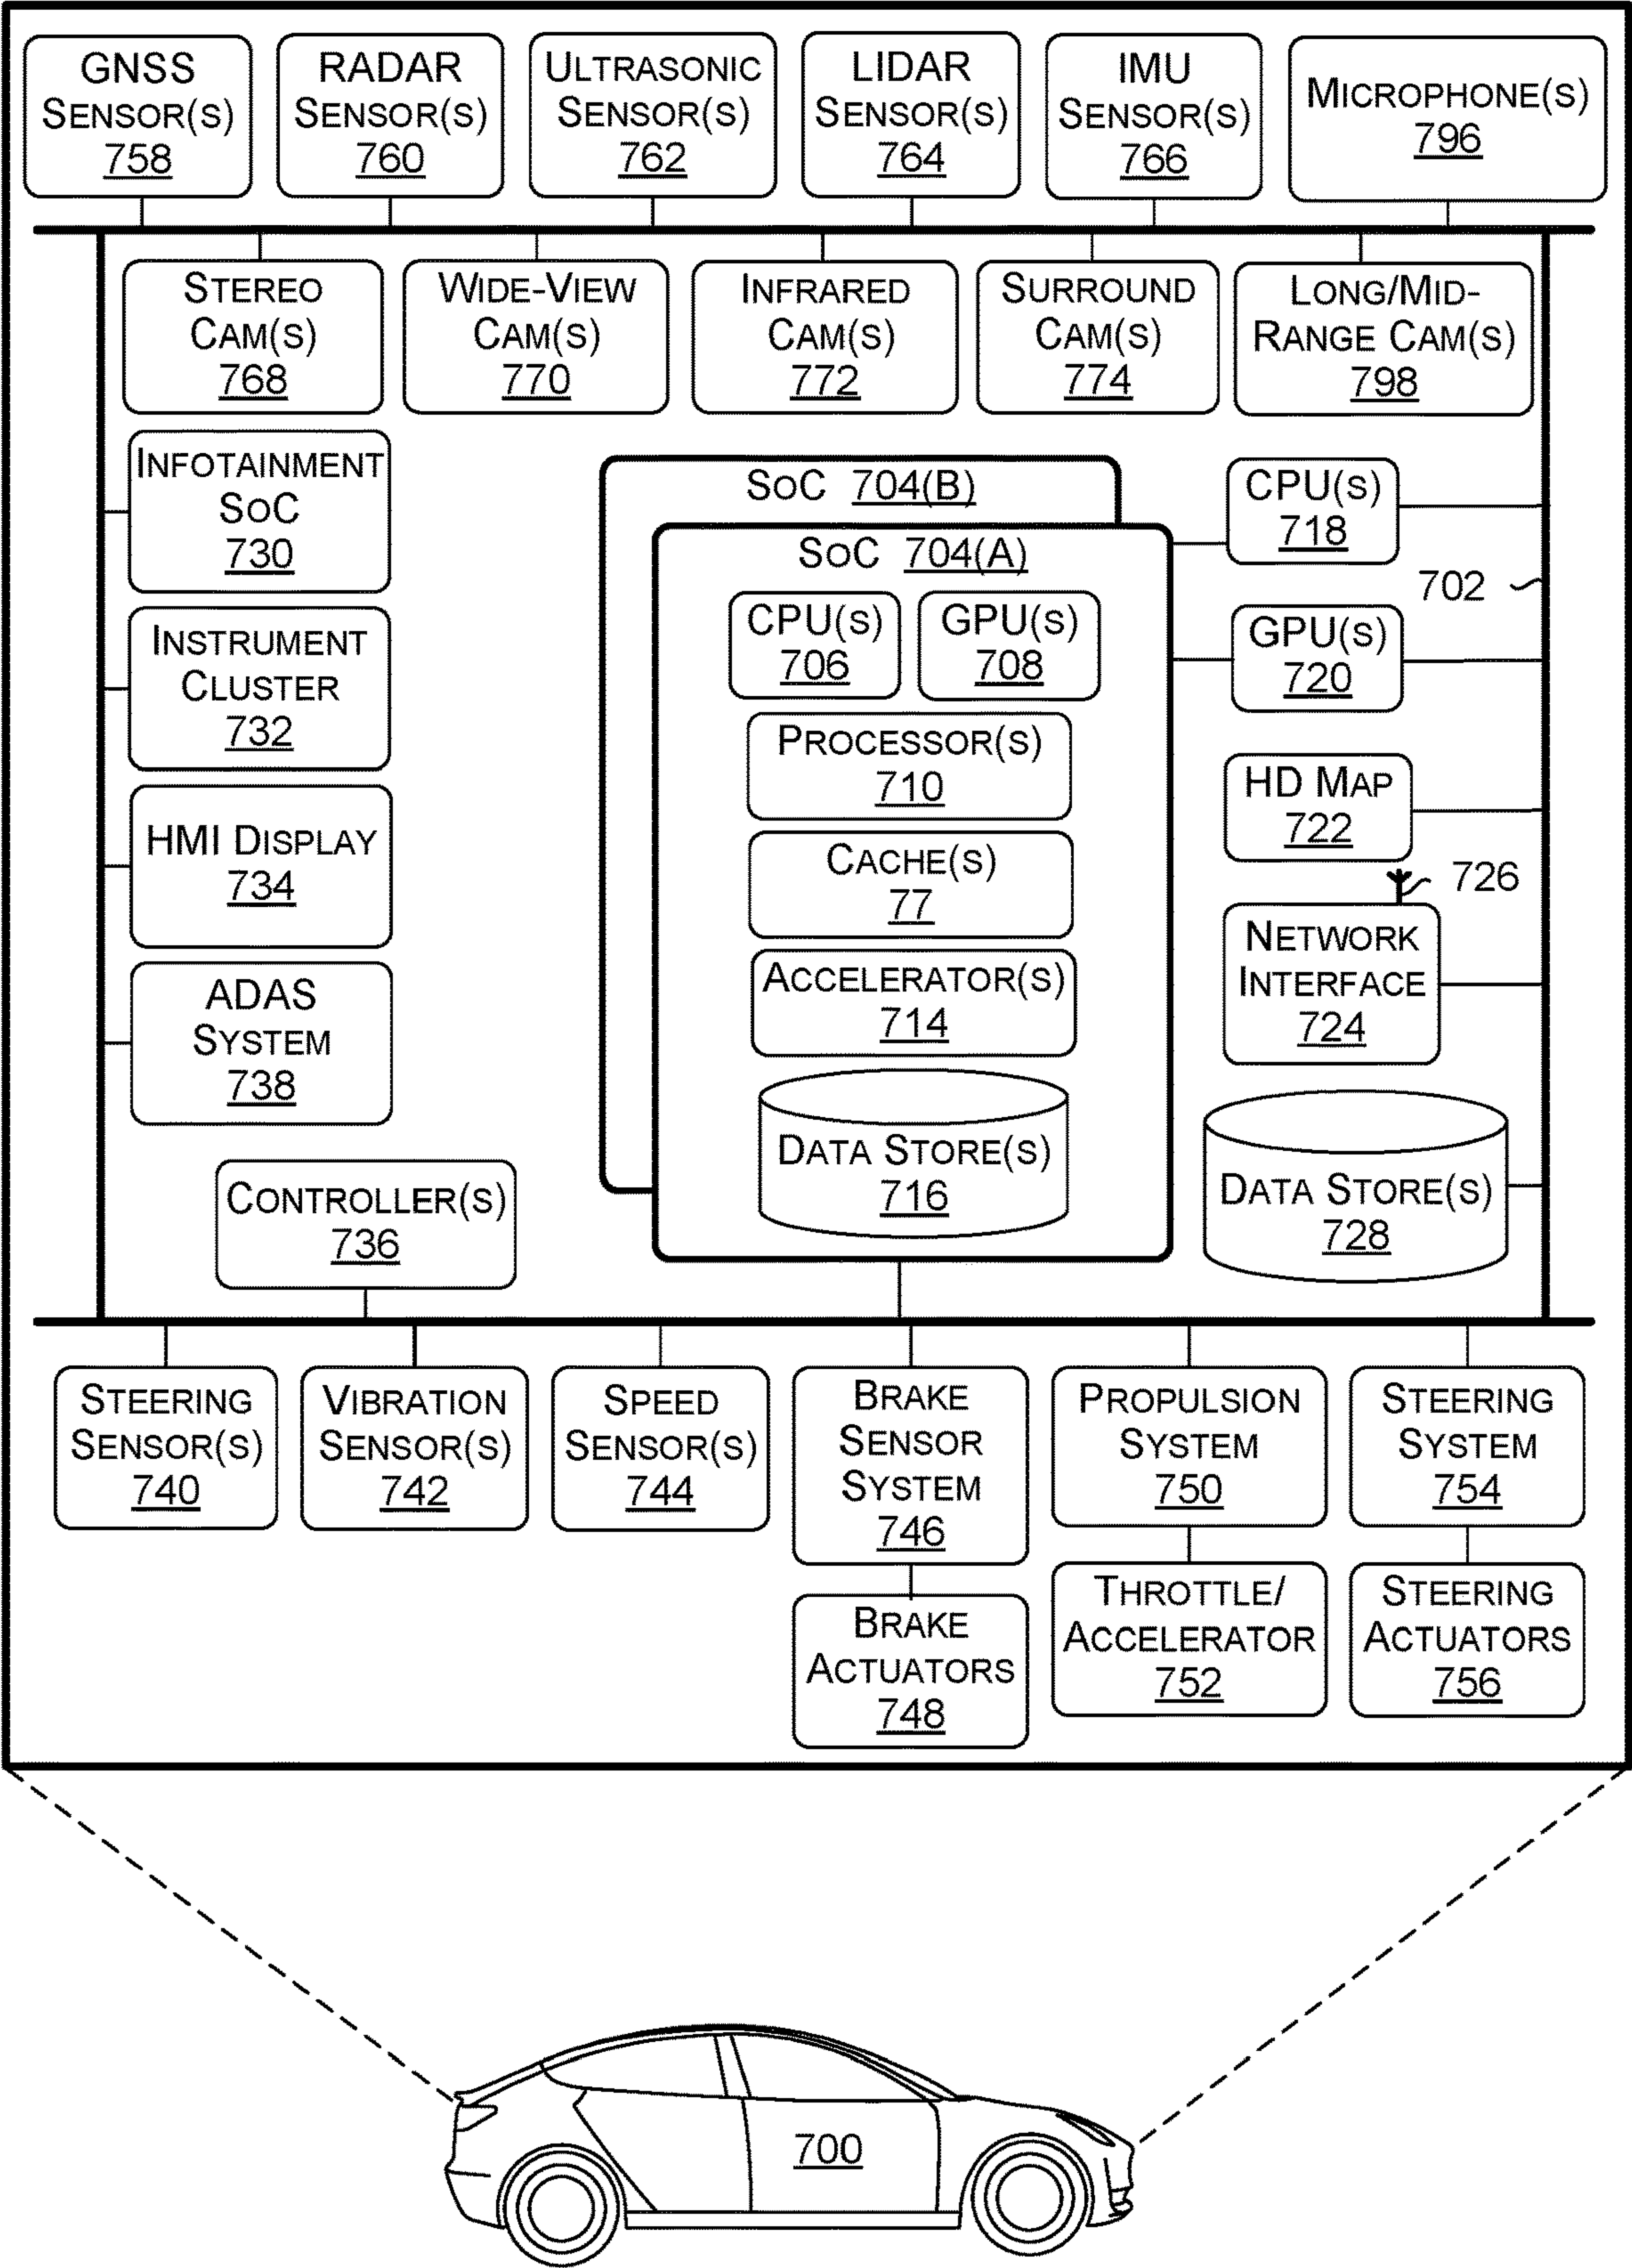 GNSS
SENSOR(S)
758
RADAR
SENSOR(S)
760
ULTRASONIC
SENSOR(S)
762
LIDAR
SENSOR(S)
764
IMU
SENSOR(S)
766
MICROPHONE(S)
796
STEREO
CAM(S)
768
WIDE-VIEW
CAM(S)
770
INFRARED
CAM(S)
772
SURROUND
CAM(S)
774
LONG/MID-
RANGE CAM(S)
798
INFOTAINMENT
SOC
730
INSTRUMENT
CLUSTER
732
HMI DISPLAY
734
ADAS
SYSTEM
738
CONTROLLER(S)
736
SOC 704(B)
SOC 704(A)
CPU(S)
706
GPU(S)
708
PROCESSOR(S)
710
CACHE(S)
77
ACCELERATOR(S)
714
DATA STORE(S)
716
CPU(S)
718
702
GPU(S)
720
HD MAP
722
726
NETWORK
INTERFACE
724
DATA STORE(S)
728
STEERING
SENSOR(S)
740
VIBRATION
SENSOR(S)
742
SPEED
SENSOR(S)
744
BRAKE
SENSOR
SYSTEM
746
BRAKE
ACTUATORS
748
PROPULSION
SYSTEM
750
THROTTLE/
ACCELERATOR
752
STEERING
SYSTEM
754
STEERING
ACTUATORS
756
700